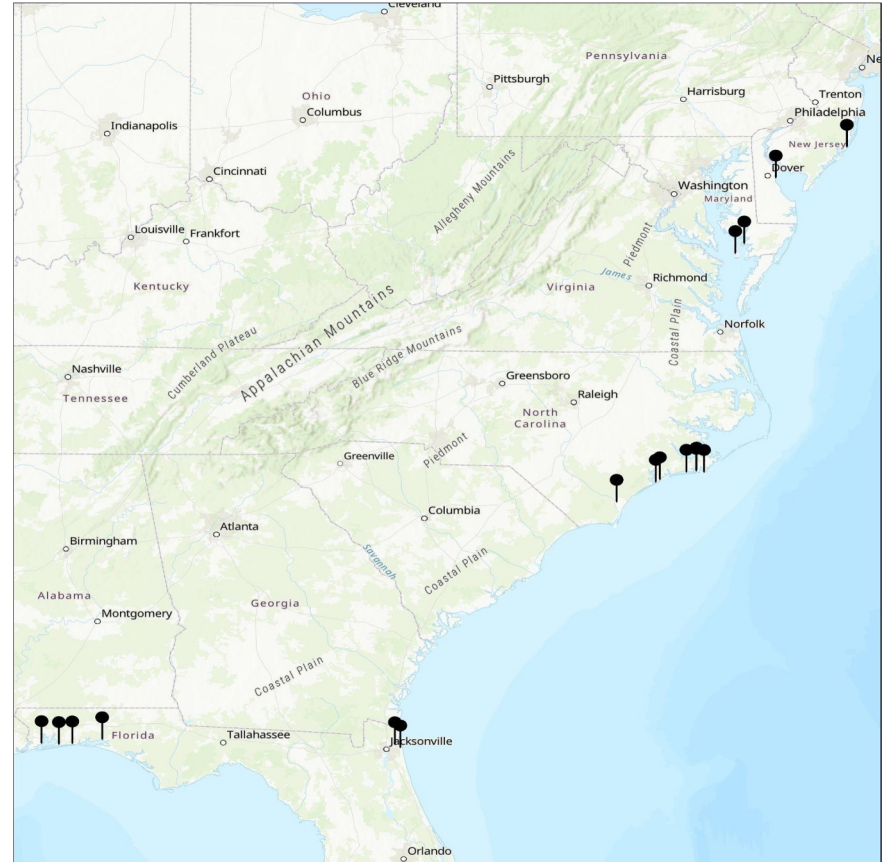 Cleveland
Pennsylvania
Pittsburgh
Harrisburg
Trenton
Ohio
Columbus
Philadelphia
Indianapolis
New Jersey
Allegheny Mountains
Dover
Cincinnati
Washington
Maryland
Louisville
Frankfort
Piedmont
James
Richmond
Kentucky
Virginia
Appalachian Mountains
Coastal Plain
Norfolk
Cumberland Plateau
Blue Ridge Mountains
Nashville
Greensboro
Tennessee
Raleigh
North
Carolina
Greenville
Piedmont
Columbia
Atlanta
Birmingham
Savannah
Coastal Plain
Alabama
Georgia
Montgomery
Coastal Plain
Florida
Tallahassee
Jacksonville
Orlando